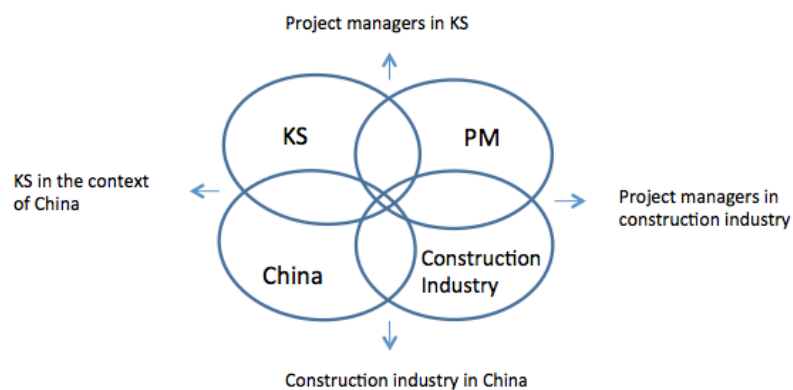 Project managers in KS
KS
PM
KS in the context
of China
Project managers in
construction industry
China
Construction
Industry
Construction industry in China